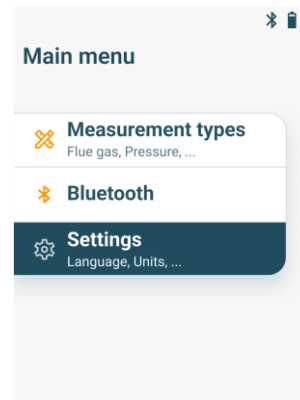 Main menu
Measurement types
Flue gas, Pressure, ...
Bluetooth
Settings
Language, Units, ...